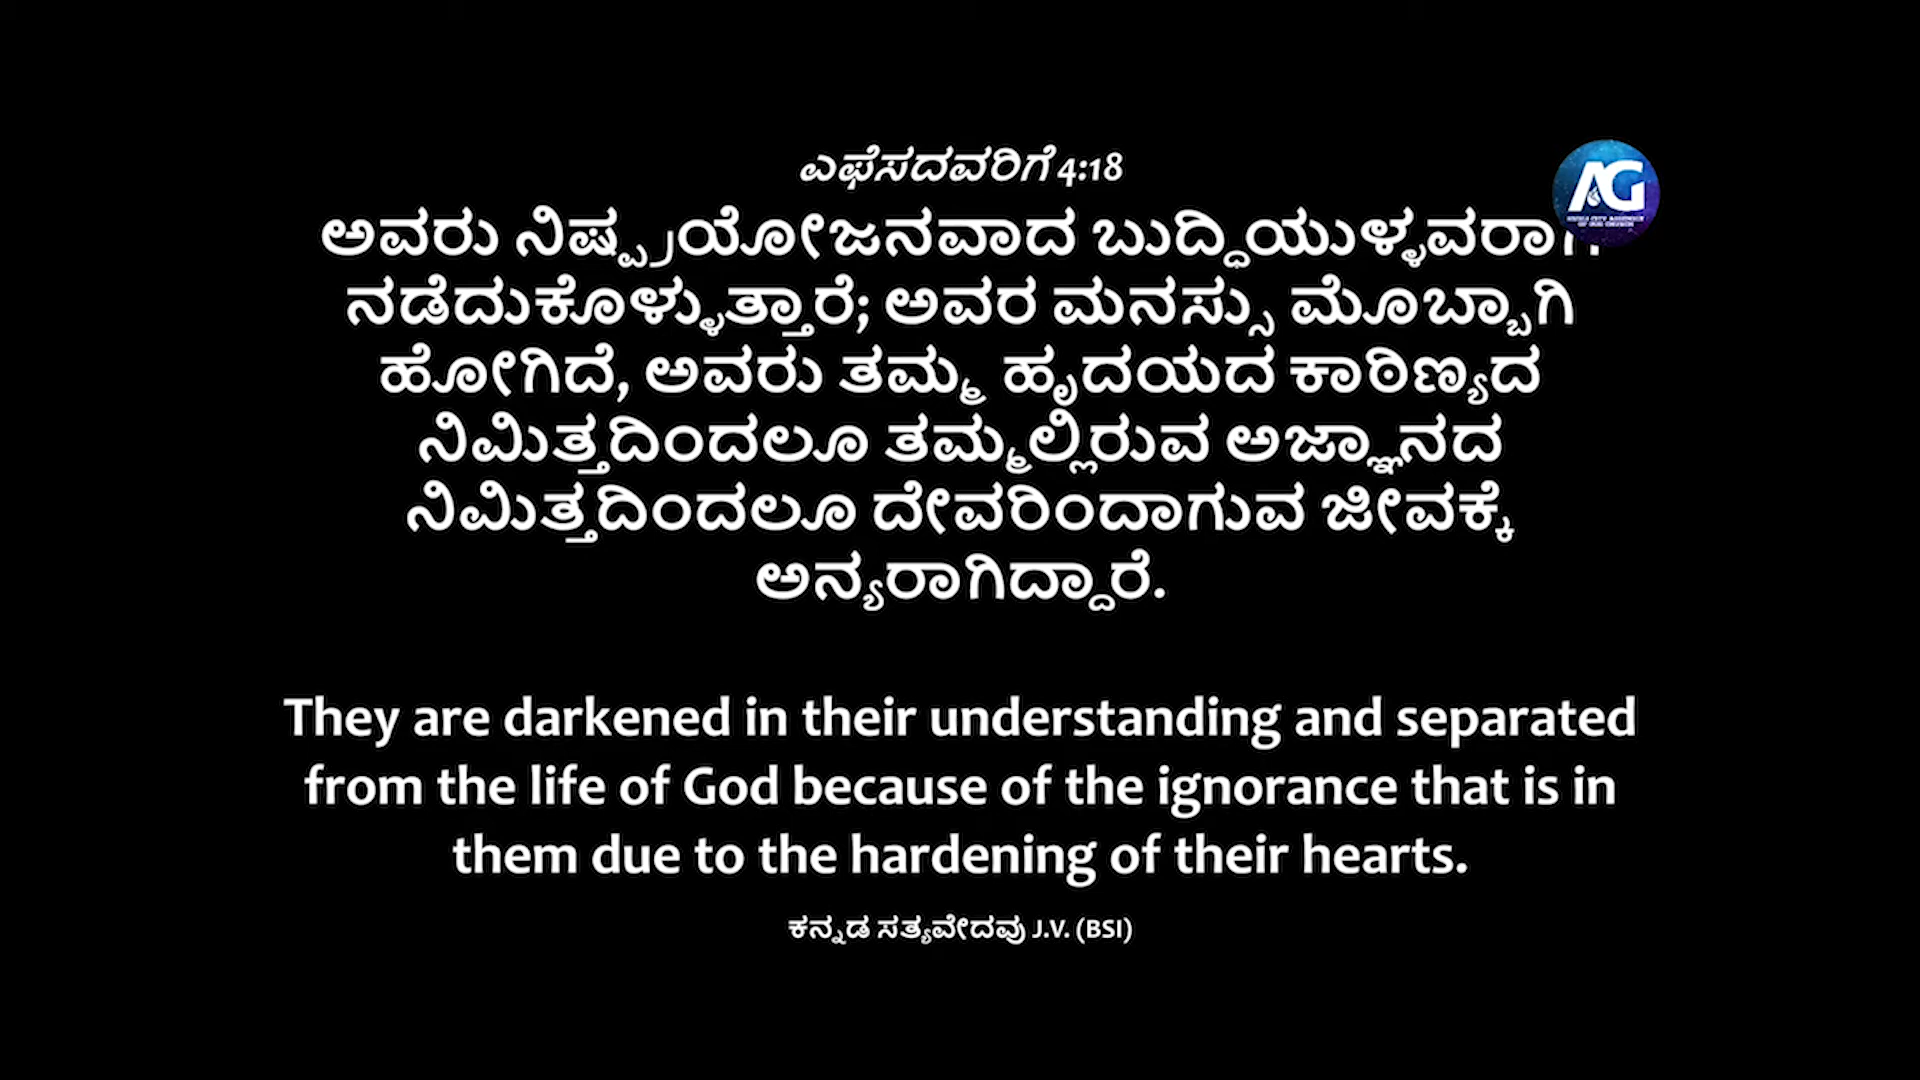 ಎಫೆಸದವರಿಗೆ 4:18
ಅವರು ನಿಷ್ಪ್ರಯೋಜನವಾದ ಬುದ್ಧಿಯುಳ್ಳವರಾಗಿ
ನಡೆದುಕೊಳ್ಳುತ್ತಾರೆ; ಅವರ ಮನಸ್ಸು ಮೊಬ್ಬಾಗಿ
ಹೋಗಿದೆ, ಅವರು ತಮ್ಮ ಹೃದಯದ ಕಾಠಿಣ್ಯದ
ನಿಮಿತ್ತದಿಂದಲೂ ತಮ್ಮಲ್ಲಿರುವ ಅಜ್ಞಾನದ
ನಿಮಿತ್ತದಿಂದಲೂ ದೇವರಿಂದಾಗುವ ಜೀವಕ್ಕೆ
ಅನ್ಯರಾಗಿದ್ದಾರೆ.
They are darkened in their understanding and separated
from the life of God because of the ignorance that is in
them due to the hardening of their hearts.
ಕನ್ನಡ ಸತ್ಯವೇದವು J.V. (BSI)
AG